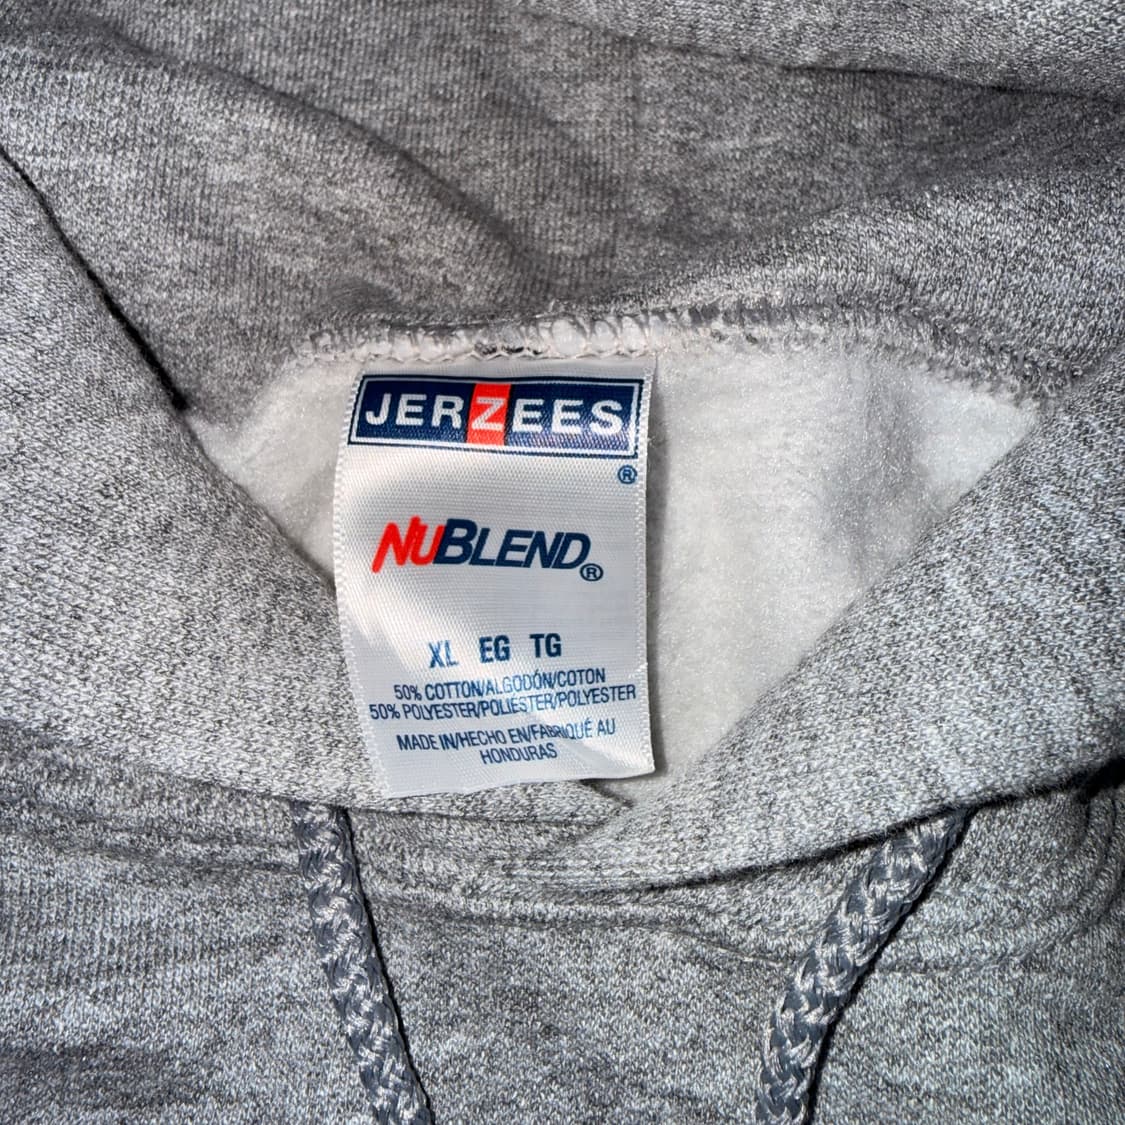 JERZEES
®
NUBLEND®
XL EG TG
50% COTTON/ALGODÓN/COTON
50% POLYESTER/POLIÉSTER/POLYESTER
MADE IN/HECHO EN/FABRIQUÉ AU
HONDURAS